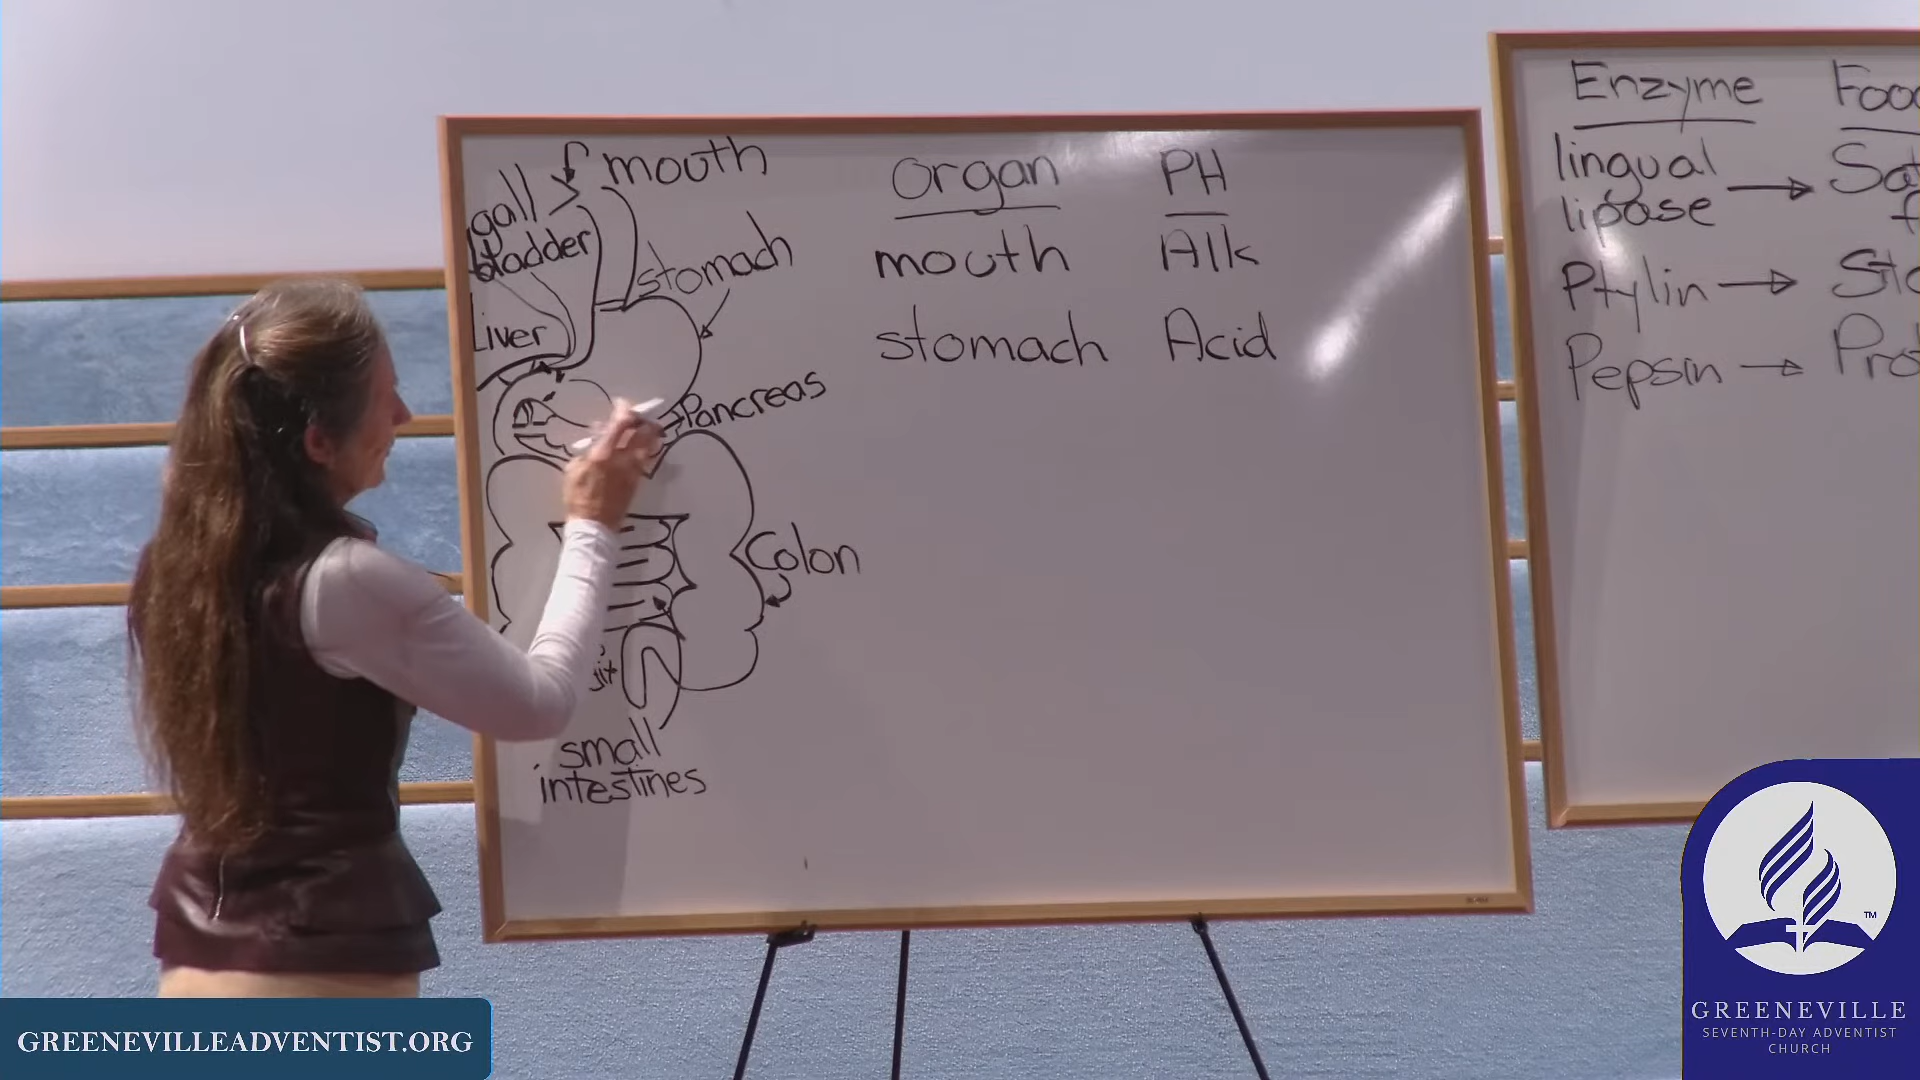 mouth
gall
bladder
stomach
Liver
Pancreas
Colon
small
intestines
Organ PH
mouth Alk
stomach Acid
Enzyme
lingual
lipase
Ptylin
Pepsin
GREENEVILLEADVENTIST.ORG
TM
GREENEVILLE
SEVENTH-DAY ADVENTIST
CHURCH